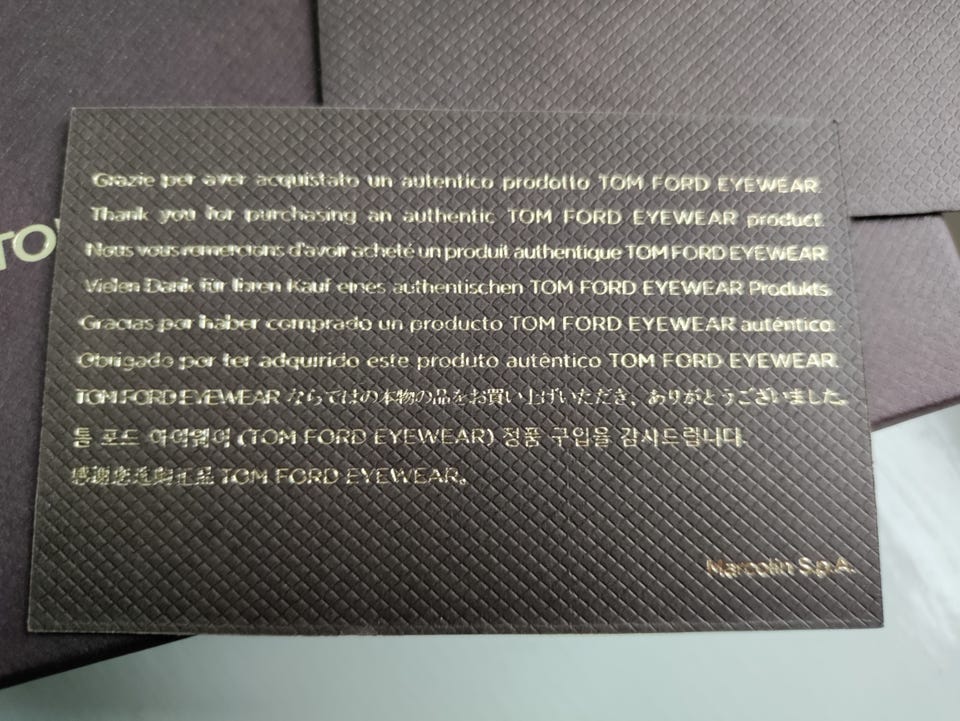 TO
Grazie per aver acquistato un autentico prodotto TOM FORD EYEWEAR.
Thank you for purchasing an authentic TOM FORD EYEWEAR product.
Nous vous remercions d'avoir acheté un produit authentique TOM FORD EYEWEAR
Vielen Dank für Ihren Kauf eines authentischen TOM FORD EYEWEAR Produkts.
Gracias por haber comprado un producto TOM FORD EYEWEAR auténtico
Obrigado por ter adquirido este produto autêntico TOM FORD EYEWEAR.
TOM FORD EYEWEAR ならではの本物の品をお買い上げいただき、ありがとうございました。
톰 포드 아이웨어 (TOM FORD EYEWEAR) 정품 구입을 감사드립니다.
感谢您选购正品 TOM FORD EYEWEAR。
Marcolin S.p.A.